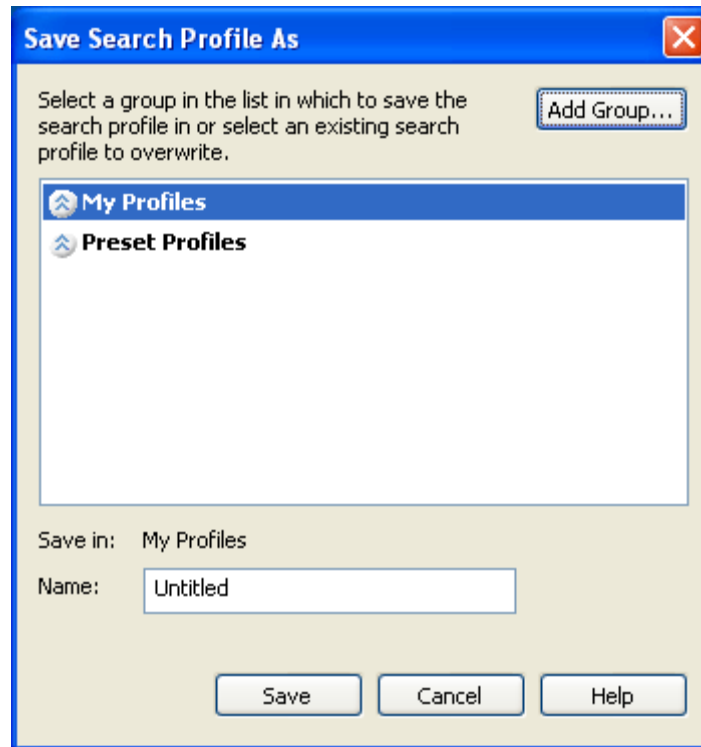 Save Search Profile As
Select a group in the list in which to save the
search profile in or select an existing search
profile to overwrite.
Add Group...
My Profiles
Preset Profiles
Save in: My Profiles
Name: Untitled
Save Cancel Help